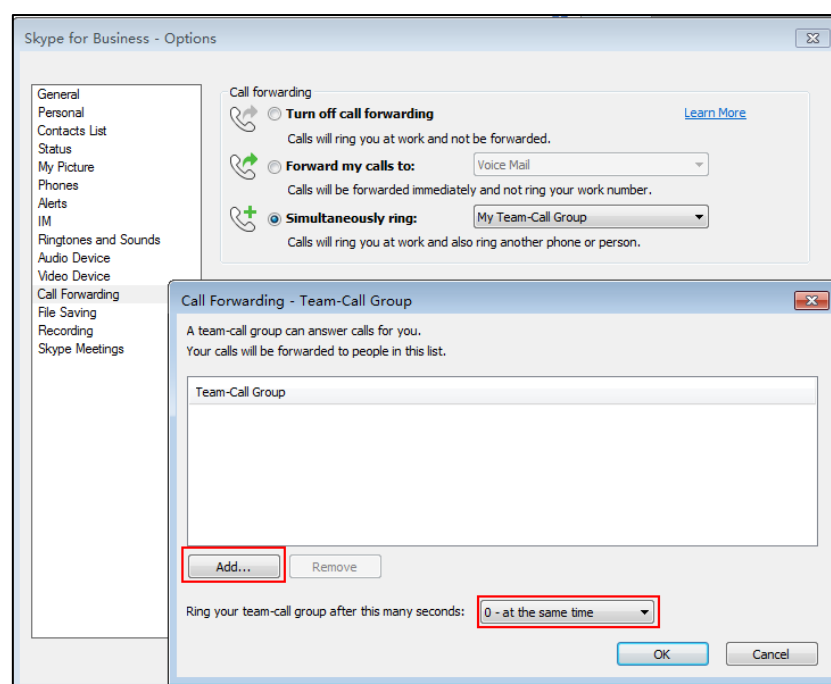 Skype for Business - Options
General
Personal
Contacts List
Status
My Picture
Phones
Alerts
IM
Ringtones and Sounds
Audio Device
Video Device
Call Forwarding
File Saving
Recording
Skype Meetings
Call forwarding
Turn off call forwarding
Learn More
Calls will ring you at work and not be forwarded.
Forward my calls to:
Voice Mail
Calls will be forwarded immediately and not ring your work number.
Simultaneously ring:
My Team-Call Group
Calls will ring you at work and also ring another phone or person.
Call Forwarding - Team-Call Group
A team-call group can answer calls for you.
Your calls will be forwarded to people in this list.
Team-Call Group
Add...
Remove
Ring your team-call group after this many seconds:
0 - at the same time
OK
Cancel